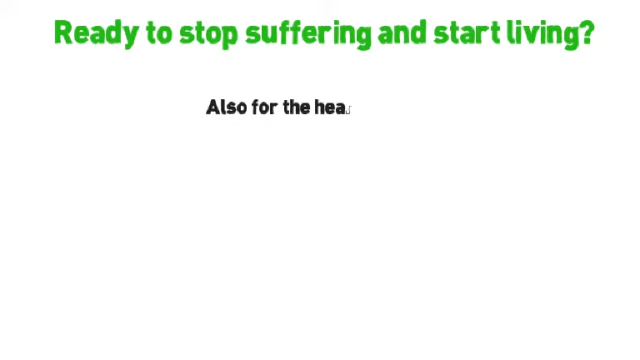 Ready to stop suffering and start living?
Also for the hea